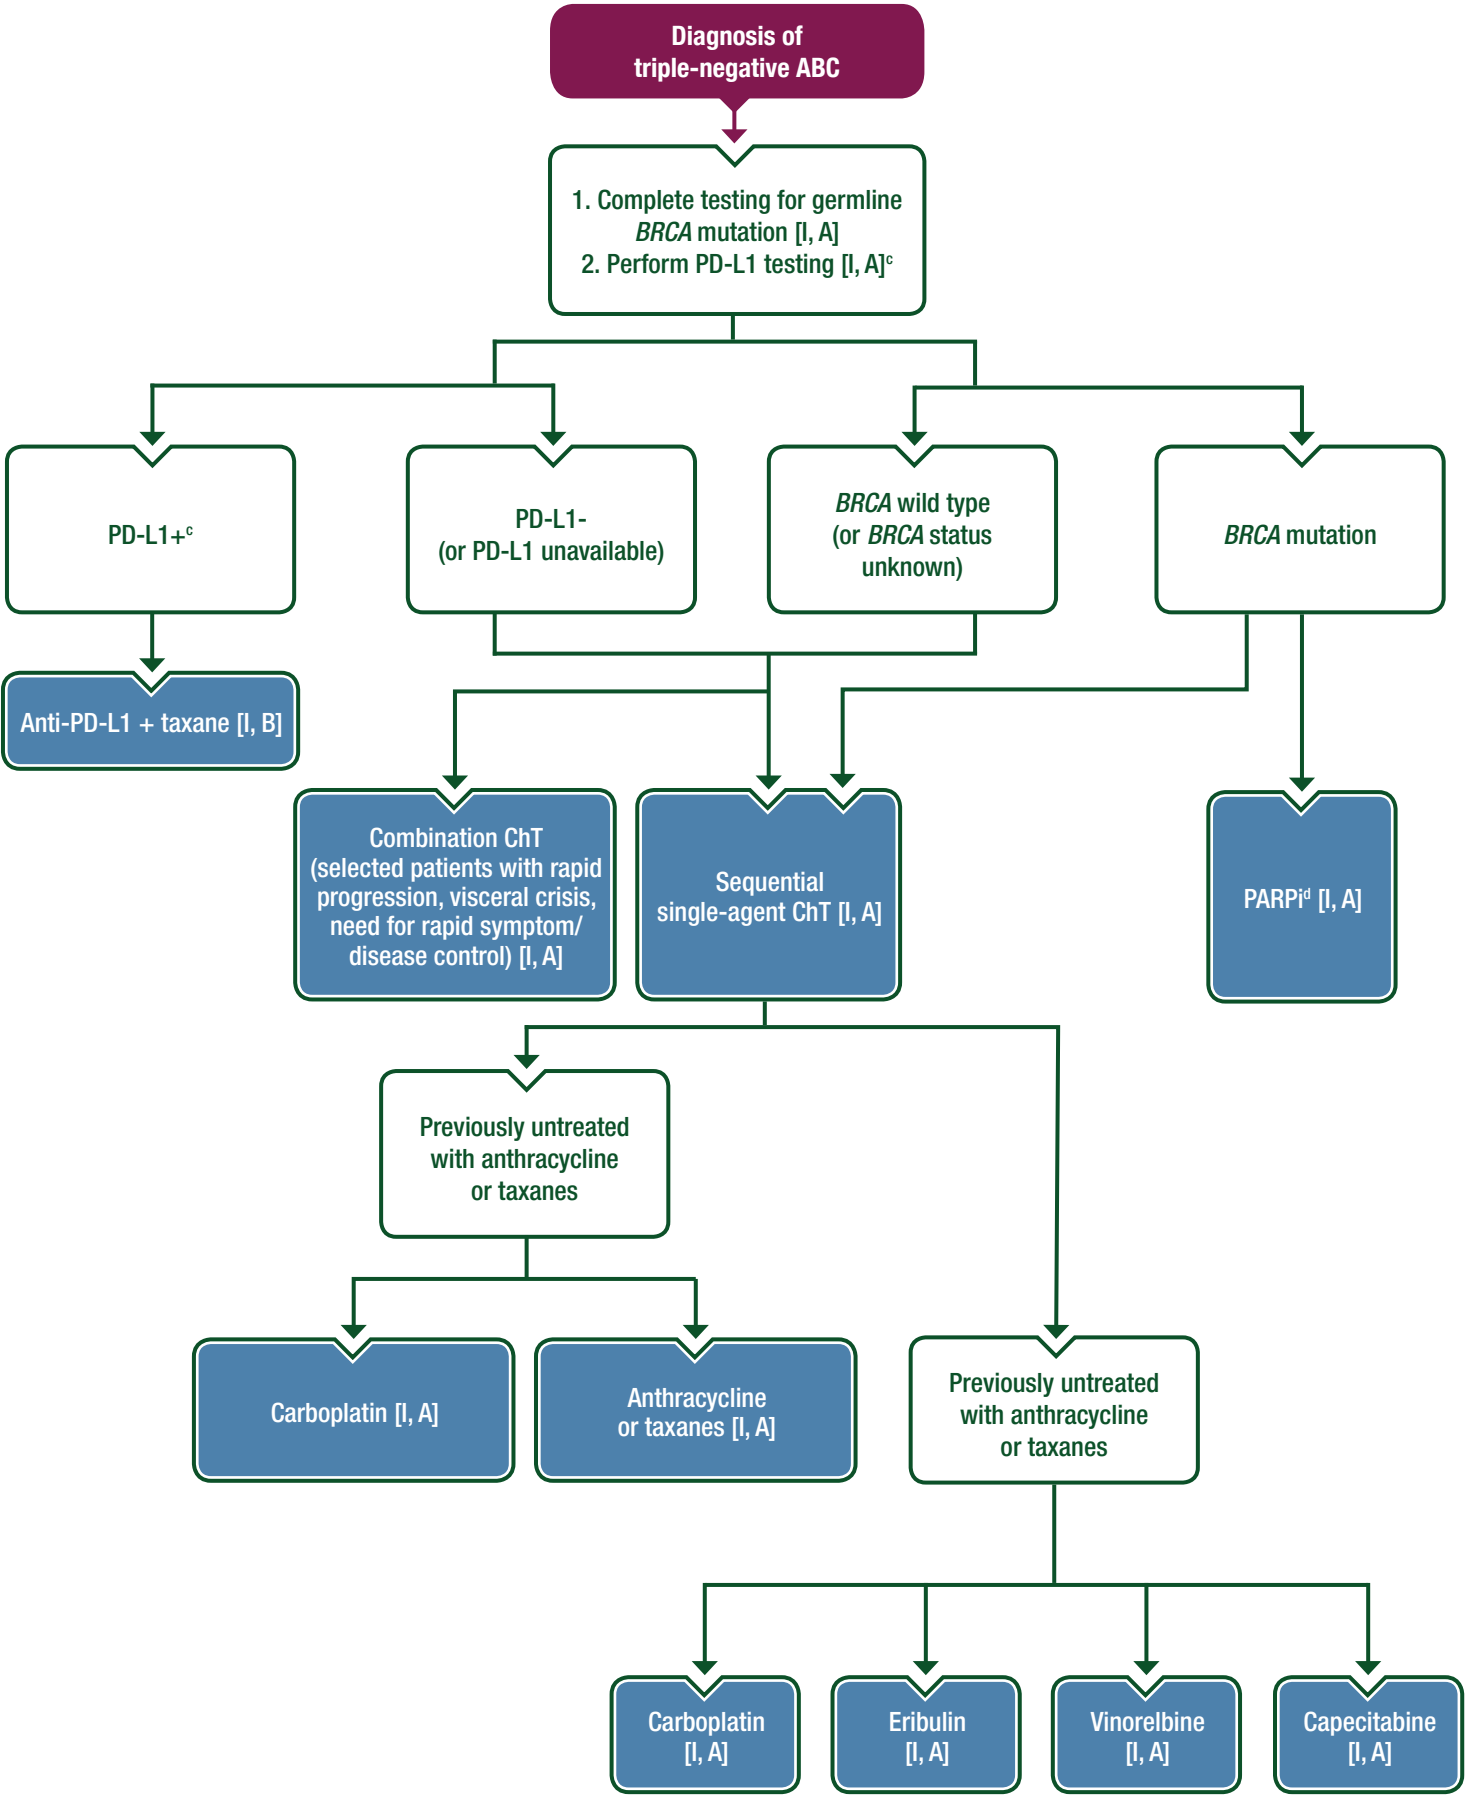 Diagnosis of
triple-negative ABC
1. Complete testing for germline
BRCA mutation [I, A]
2. Perform PD-L1 testing [I, A]c
PD-L1+c
PD-L1-
(or PD-L1 unavailable)
BRCA wild type
(or BRCA status
unknown)
BRCA mutation
Anti-PD-L1 + taxane [I, B]
Combination ChT
(selected patients with rapid
progression, visceral crisis,
need for rapid symptom/
disease control) [I, A]
Sequential
single-agent ChT [I, A]
PARPid [I, A]
Previously untreated
with anthracycline
or taxanes
Carboplatin [I, A]
Anthracycline
or taxanes [I, A]
Previously untreated
with anthracycline
or taxanes
Carboplatin
[I, A]
Eribulin
[I, A]
Vinorelbine
[I, A]
Capecitabine
[I, A]